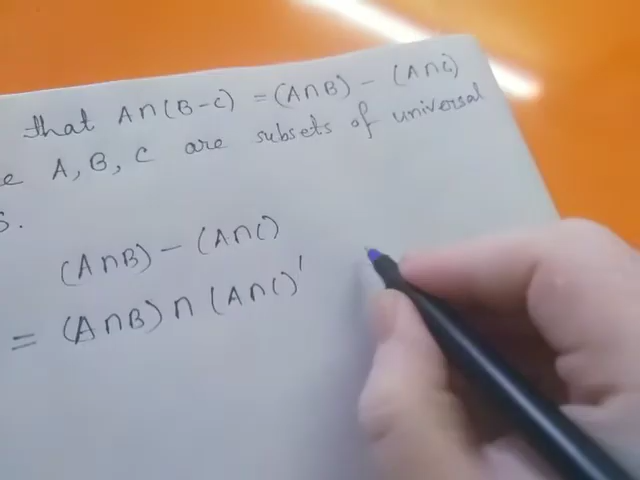 that A∩(B-C) = (A∩B) - (A∩C)
A, B, C are subsets of universal
S.
(A∩B) - (A∩C)
= (A∩B) ∩ (A∩C)'